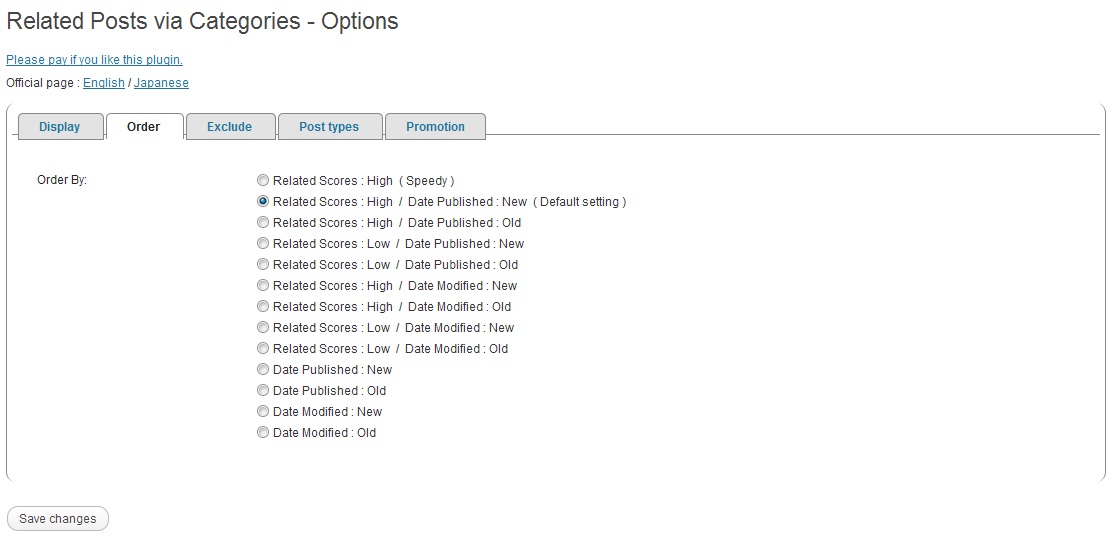 Related Posts via Categories - Options
Please pay if you like this plugin.
Official page : English / Japanese
Display Order Exclude Post types Promotion
Order By: Related Scores : High ( Speedy )
Related Scores : High / Date Published : New ( Default setting )
Related Scores : High / Date Published : Old
Related Scores : Low / Date Published : New
Related Scores : Low / Date Published : Old
Related Scores : High / Date Modified : New
Related Scores : High / Date Modified : Old
Related Scores : Low / Date Modified : New
Related Scores : Low / Date Modified : Old
Date Published : New
Date Published : Old
Date Modified : New
Date Modified : Old
Save changes